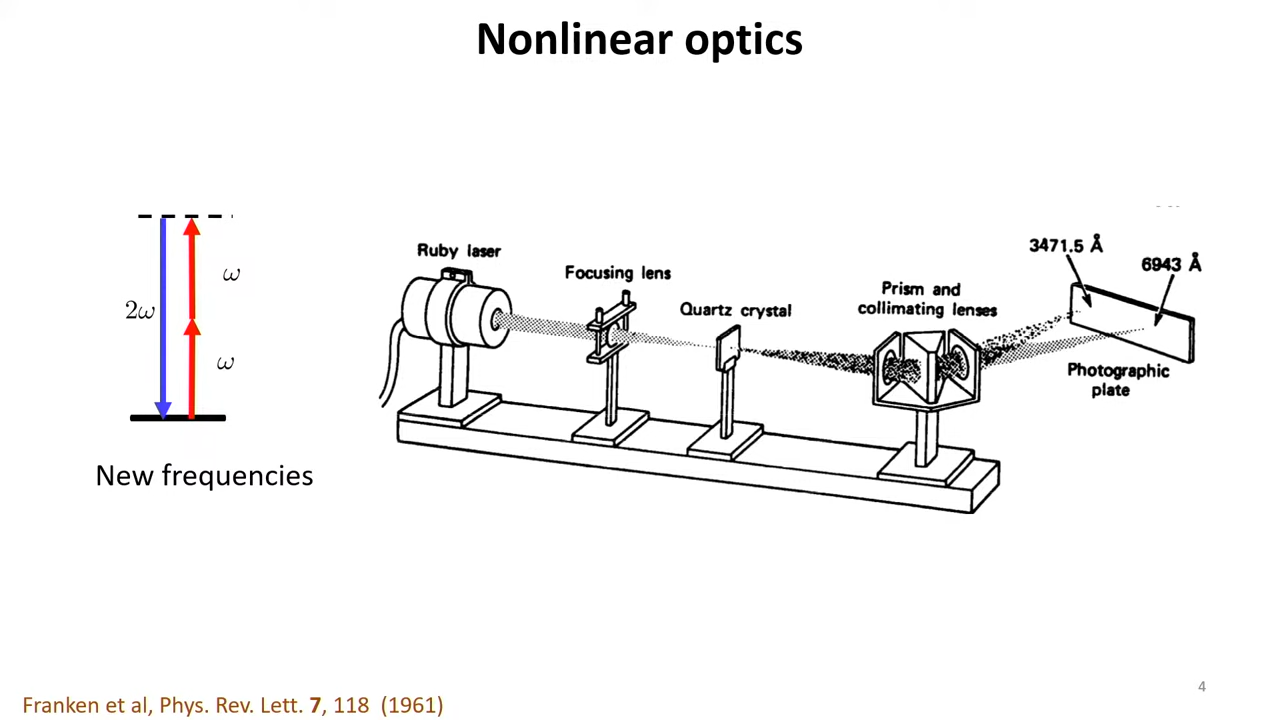 Nonlinear optics
2ω
ω
ω
New frequencies
Ruby laser
Focusing lens
Quartz crystal
Prism and
collimating lenses
3471.5 Å
6943 Å
Photographic
plate
Franken et al, Phys. Rev. Lett. 7, 118 (1961)
4